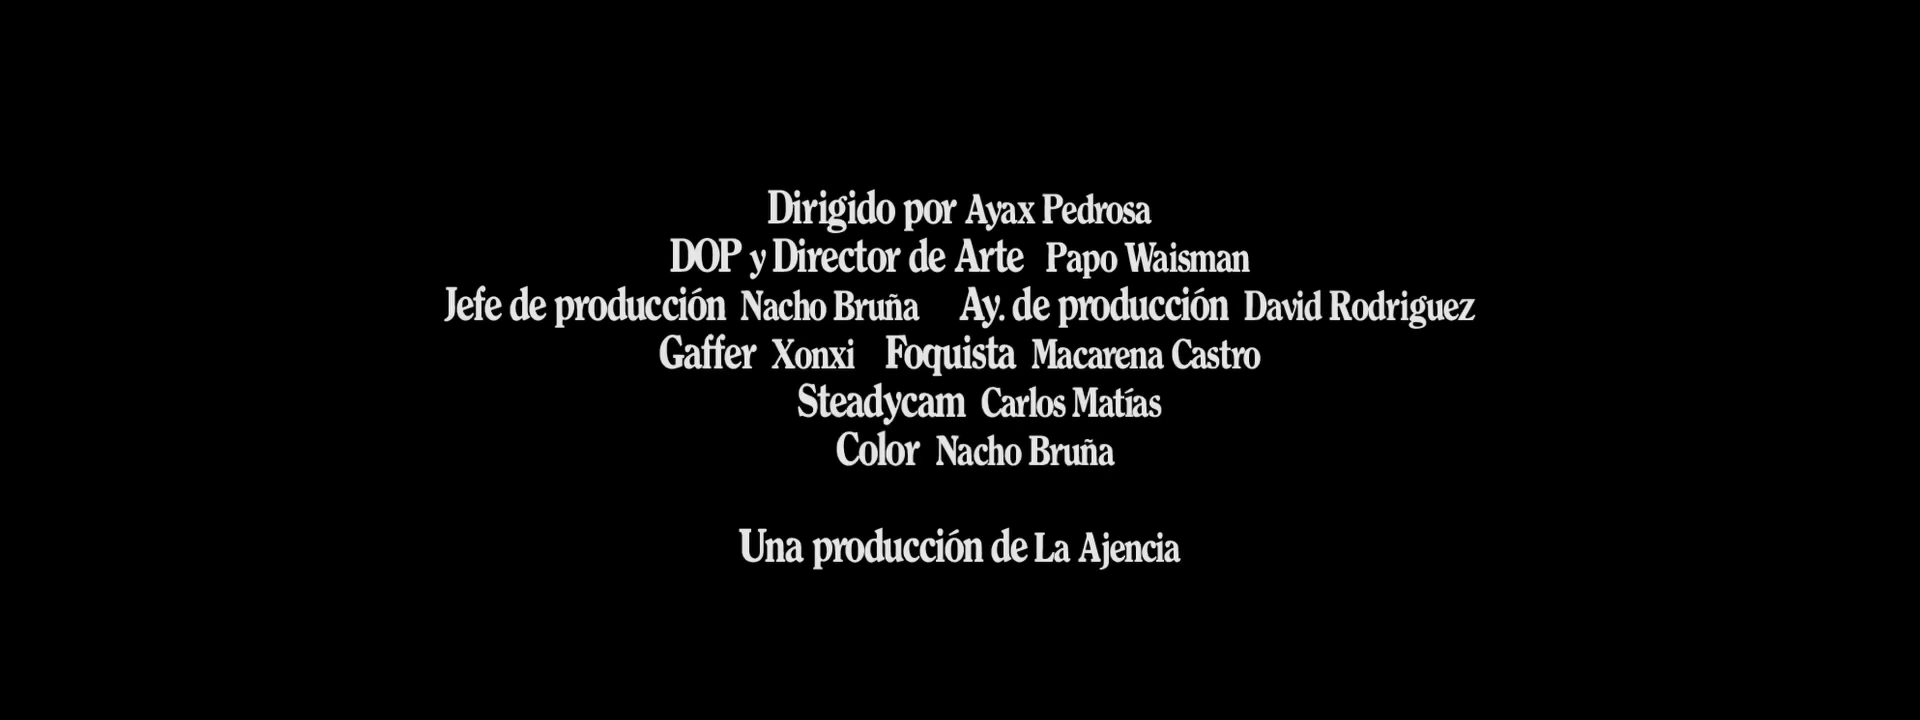 Dirigido por Ayax Pedrosa
DOP y Director de Arte Papo Waisman
Jefe de producción Nacho Bruña Ay. de producción David Rodriguez
Gaffer Xonxi Foquista Macarena Castro
Steadycam Carlos Matías
Color Nacho Bruña
Una producción de La Ajencia